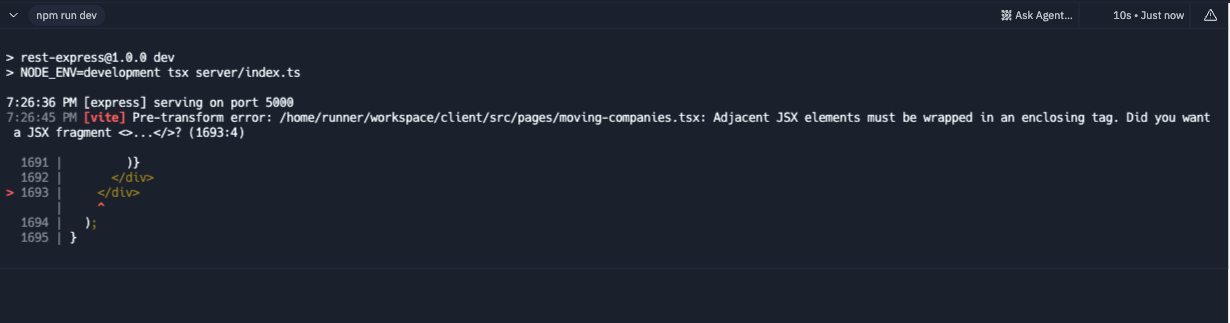 npm run dev
Ask Agent...
10s • Just now
> rest-express@1.0.0 dev
> NODE_ENV=development tsx server/index.ts
7:26:36 PM [express] serving on port 5000
7:26:45 PM [vite] Pre-transform error: /home/runner/workspace/client/src/pages/moving-companies.tsx: Adjacent JSX elements must be wrapped in an enclosing tag. Did you want
 a JSX fragment <>...</>? (1693:4)
  1691 |         )}
  1692 |       </div>
> 1693 |     </div>
       |     ^
  1694 |   );
  1695 | }